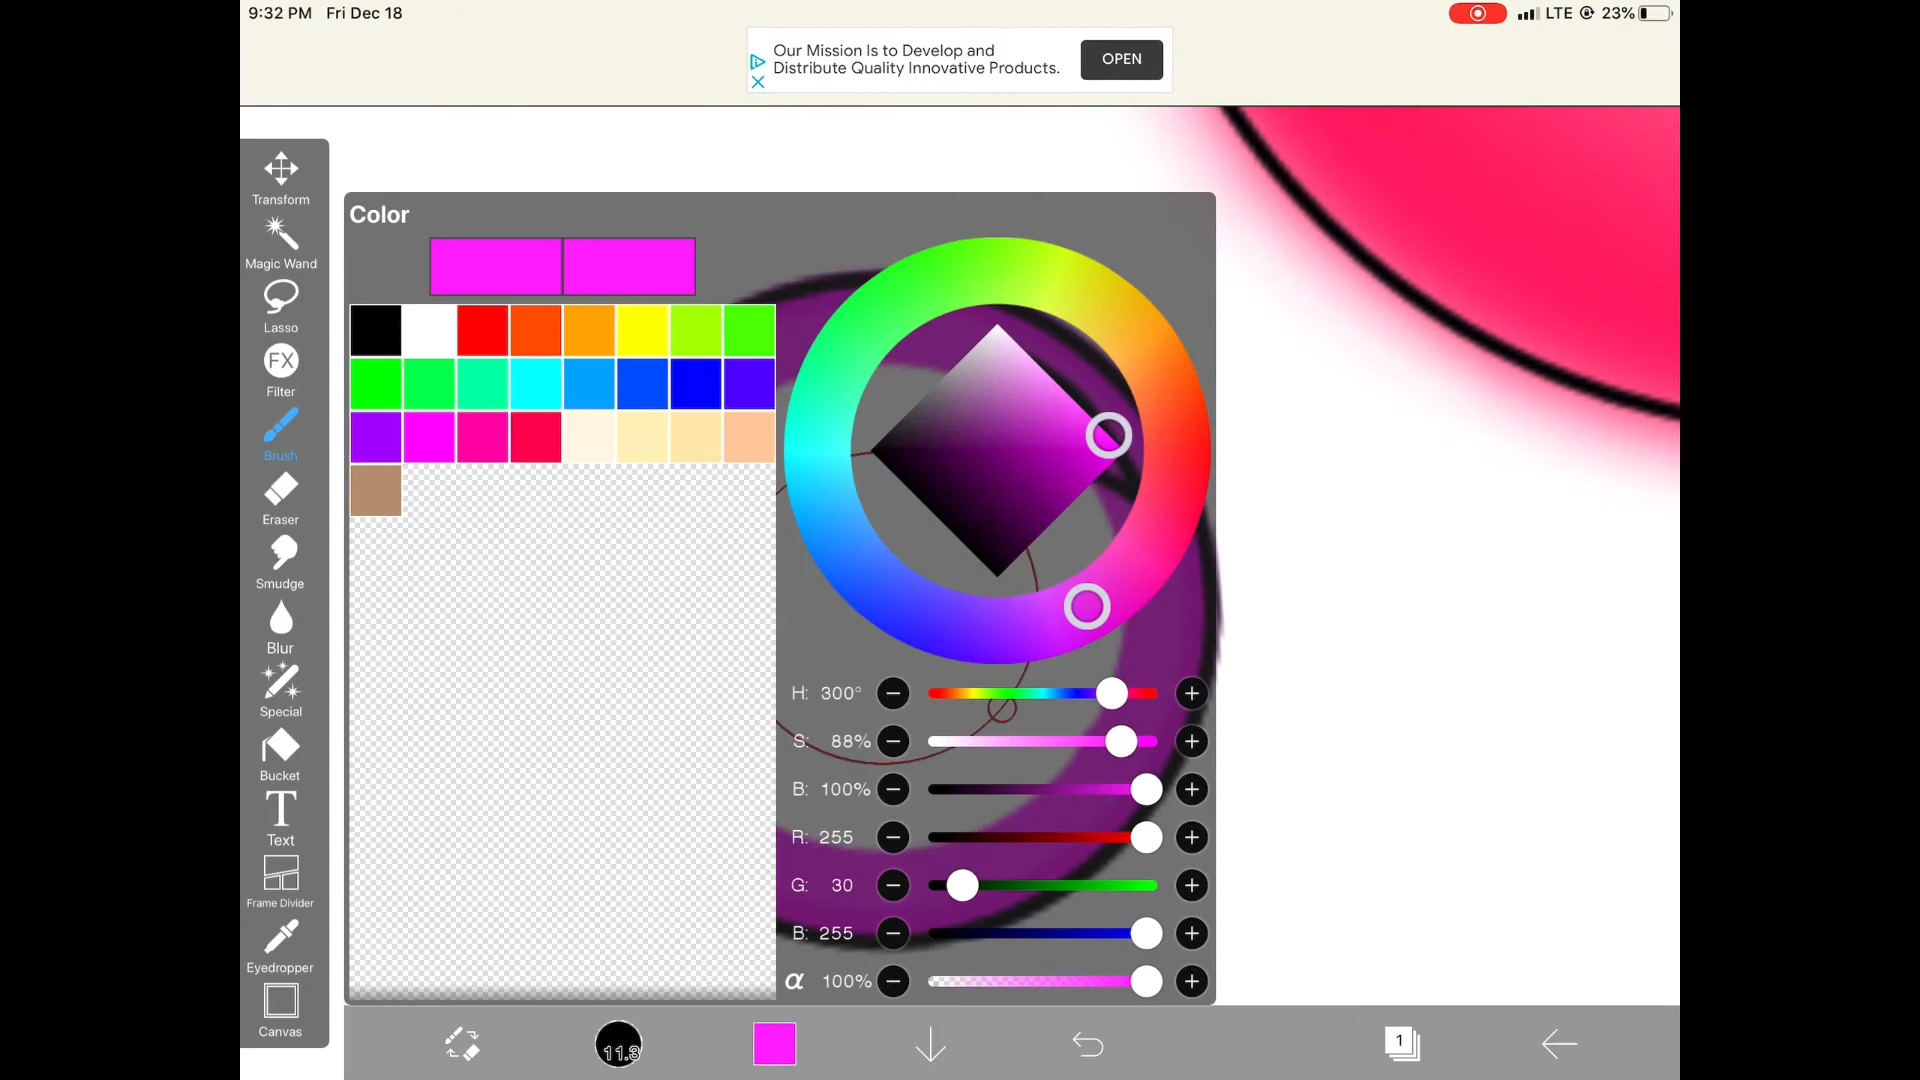 9:32 PM Fri Dec 18
LTE 23%
Our Mission Is to Develop and
Distribute Quality Innovative Products.
OPEN
Transform
Magic Wand
Lasso
FX
Filter
Brush
Eraser
Smudge
Blur
Special
Bucket
T
Text
Frame Divider
Eyedropper
Canvas
Color
H: 300°
S: 88%
B: 100%
R: 255
G: 30
B: 255
α 100%
11.3
1